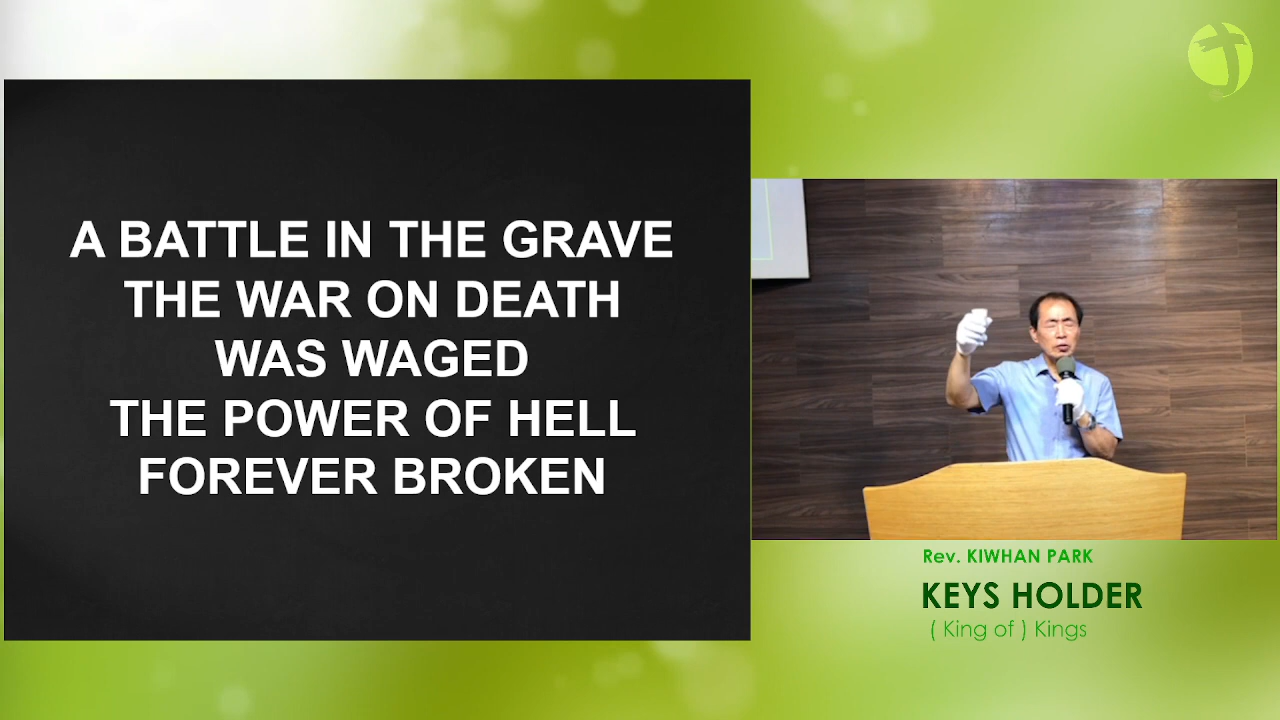 A BATTLE IN THE GRAVE
THE WAR ON DEATH
WAS WAGED
THE POWER OF HELL
FOREVER BROKEN
Rev. KIWHAN PARK
KEYS HOLDER
( King of ) Kings